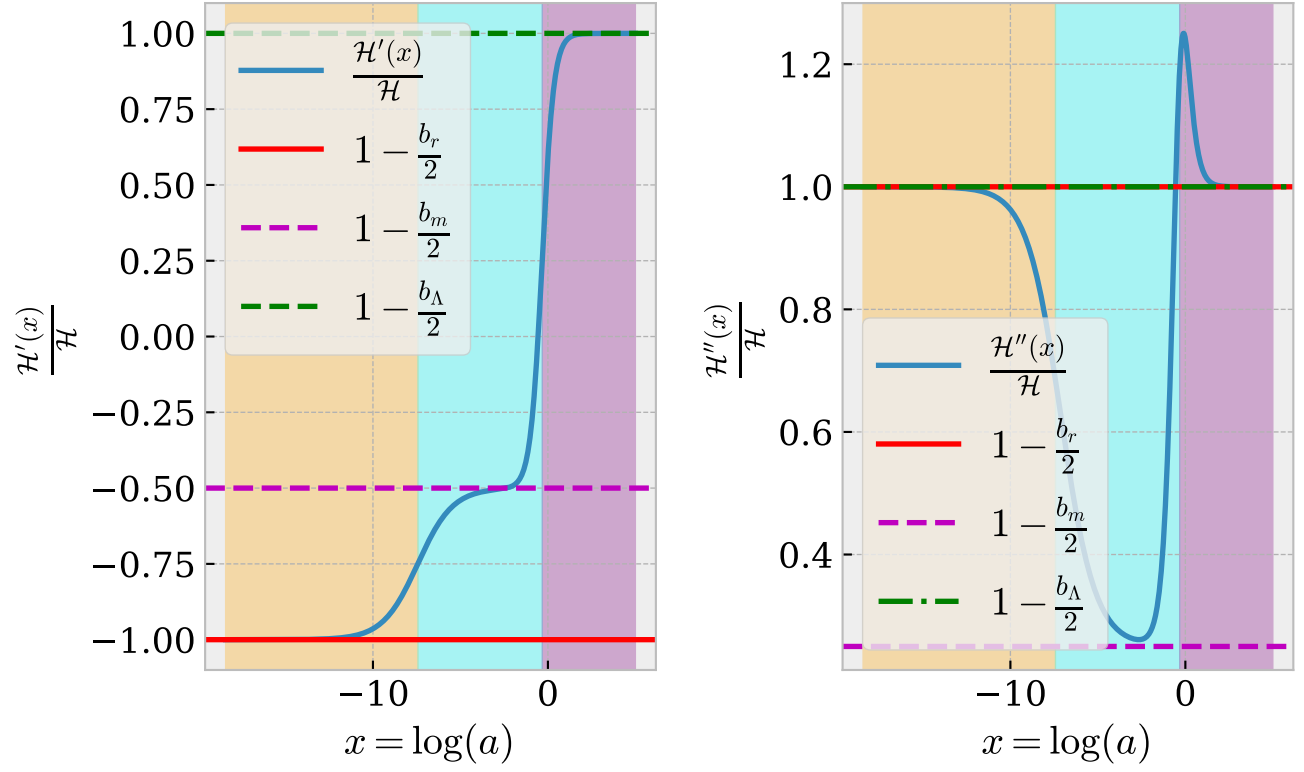 1.00
0.75
0.50
0.25
0.00
−0.25
−0.50
−0.75
−1.00
ℋ′(x)/ℋ
ℋ′(x)/ℋ
1 − b_r/2
1 − b_m/2
1 − b_Λ/2
−10 0
x = log(a)
1.2
1.0
0.8
0.6
0.4
ℋ′′(x)/ℋ
ℋ′′(x)/ℋ
1 − b_r/2
1 − b_m/2
1 − b_Λ/2
−10 0
x = log(a)